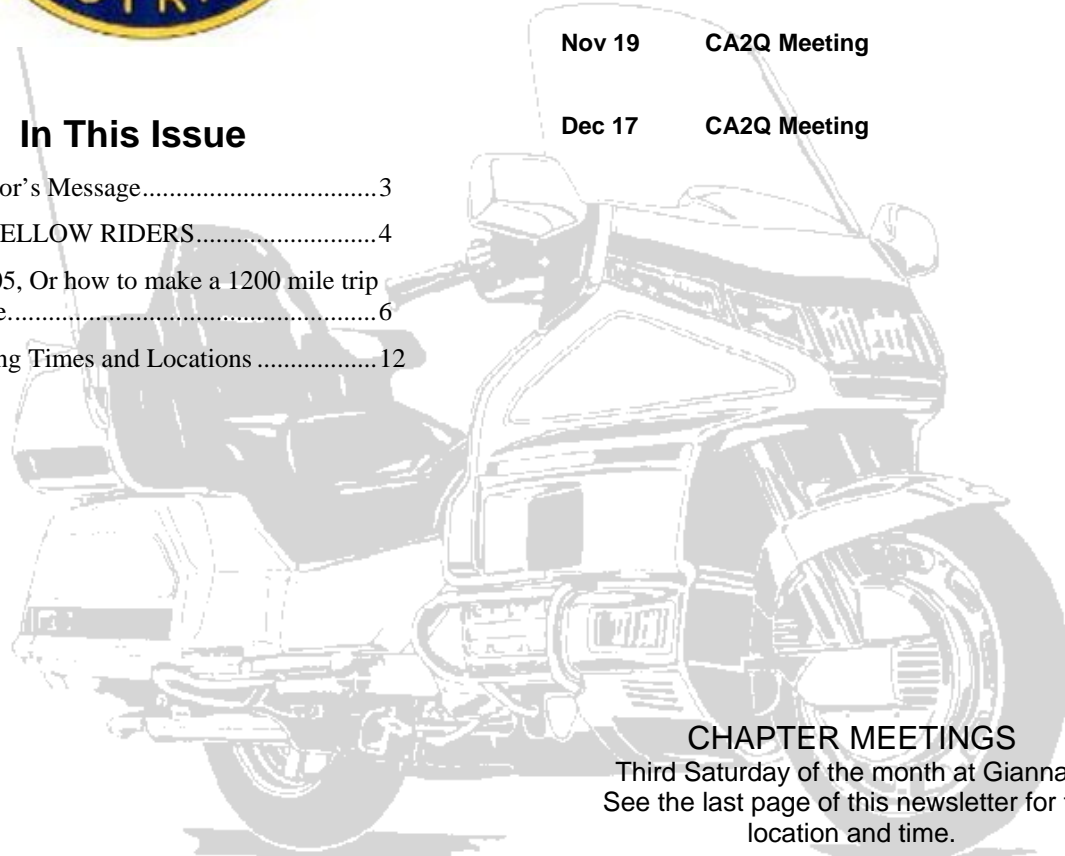 In This Issue
or's Message..................................3
ELLOW RIDERS..........................4
05, Or how to make a 1200 mile trip
e.....................................................6
ng Times and Locations.................12
Nov 19 CA2Q Meeting
Dec 17 CA2Q Meeting
CHAPTER MEETINGS
Third Saturday of the month at Gianna
See the last page of this newsletter for
location and time.